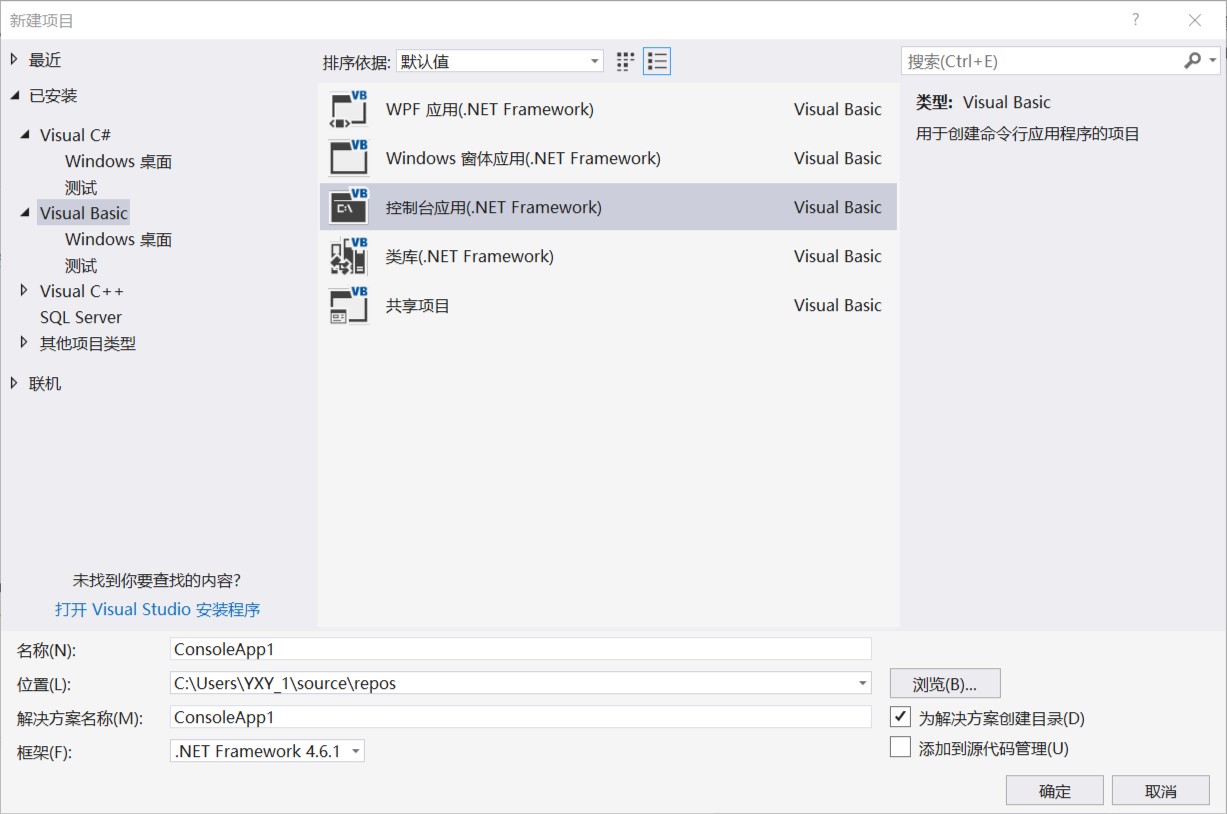 新建项目
?
最近
已安装
Visual C#
Windows 桌面
测试
Visual Basic
Windows 桌面
测试
Visual C++
SQL Server
其他项目类型
联机
未找到你要查找的内容?
打开 Visual Studio 安装程序
排序依据: 默认值
VB WPF 应用(.NET Framework) Visual Basic
VB Windows 窗体应用(.NET Framework) Visual Basic
VB C:\ 控制台应用(.NET Framework) Visual Basic
VB 类库(.NET Framework) Visual Basic
VB 共享项目 Visual Basic
搜索(Ctrl+E)
类型: Visual Basic
用于创建命令行应用程序的项目
名称(N): ConsoleApp1
位置(L): C:\Users\YXY_1\source\repos 浏览(B)...
解决方案名称(M): ConsoleApp1 为解决方案创建目录(D)
框架(F): .NET Framework 4.6.1 添加到源代码管理(U)
确定 取消